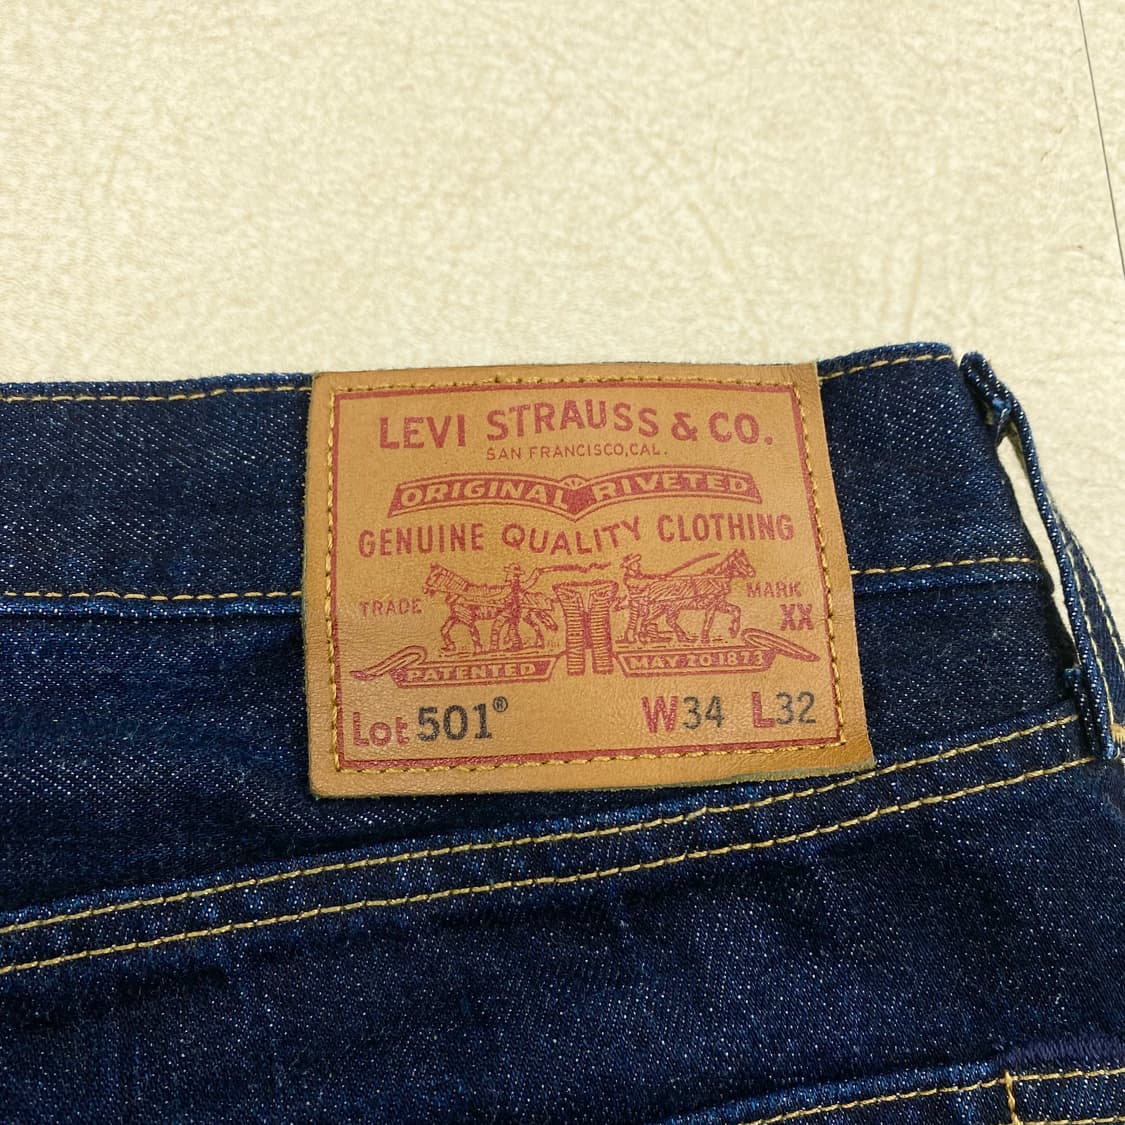 LEVI STRAUSS & CO.
SAN FRANCISCO, CAL.
ORIGINAL RIVETED
GENUINE QUALITY CLOTHING
TRADE MARK
XX
PATENTED MAY 20 1873
Lot 501® W34 L32